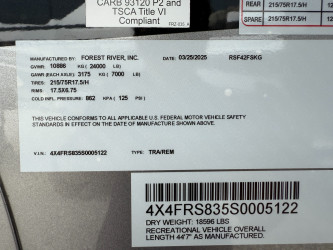 CARB 93120 P2 and
TSCA Title VI
Compliant
REAR 215/75R17.5/H
SPARE 215/75R17.5/H
MANUFACTURED BY: FOREST RIVER, INC. DATE: 03/25/2025 RSF42FSKG
GVWR: 10886 KG ( 24000 LB)
GAWR (EACH AXLE) 3175 KG ( 7000 LB)
TIRES: 215/75R17.5/H
RIMS: 17.5X6.75
COLD INFL. PRESS: 862 KPA ( 125 PSI)
THIS VEHICLE CONFORMS TO ALL APPLICABLE U.S. FEDERAL MOTOR VEHICLE SAFETY
STANDARDS IN EFFECT ON THE DATE OF MANUFACTURE SHOWN ABOVE.
V.I.N.: 4X4FRS835S0005122 TYPE: TRA/REM
4X4FRS835S0005122
DRY WEIGHT: 18596 LBS
RECREATIONAL VEHICLE OVERALL
LENGTH 44'7" AS MANUFACTURED.